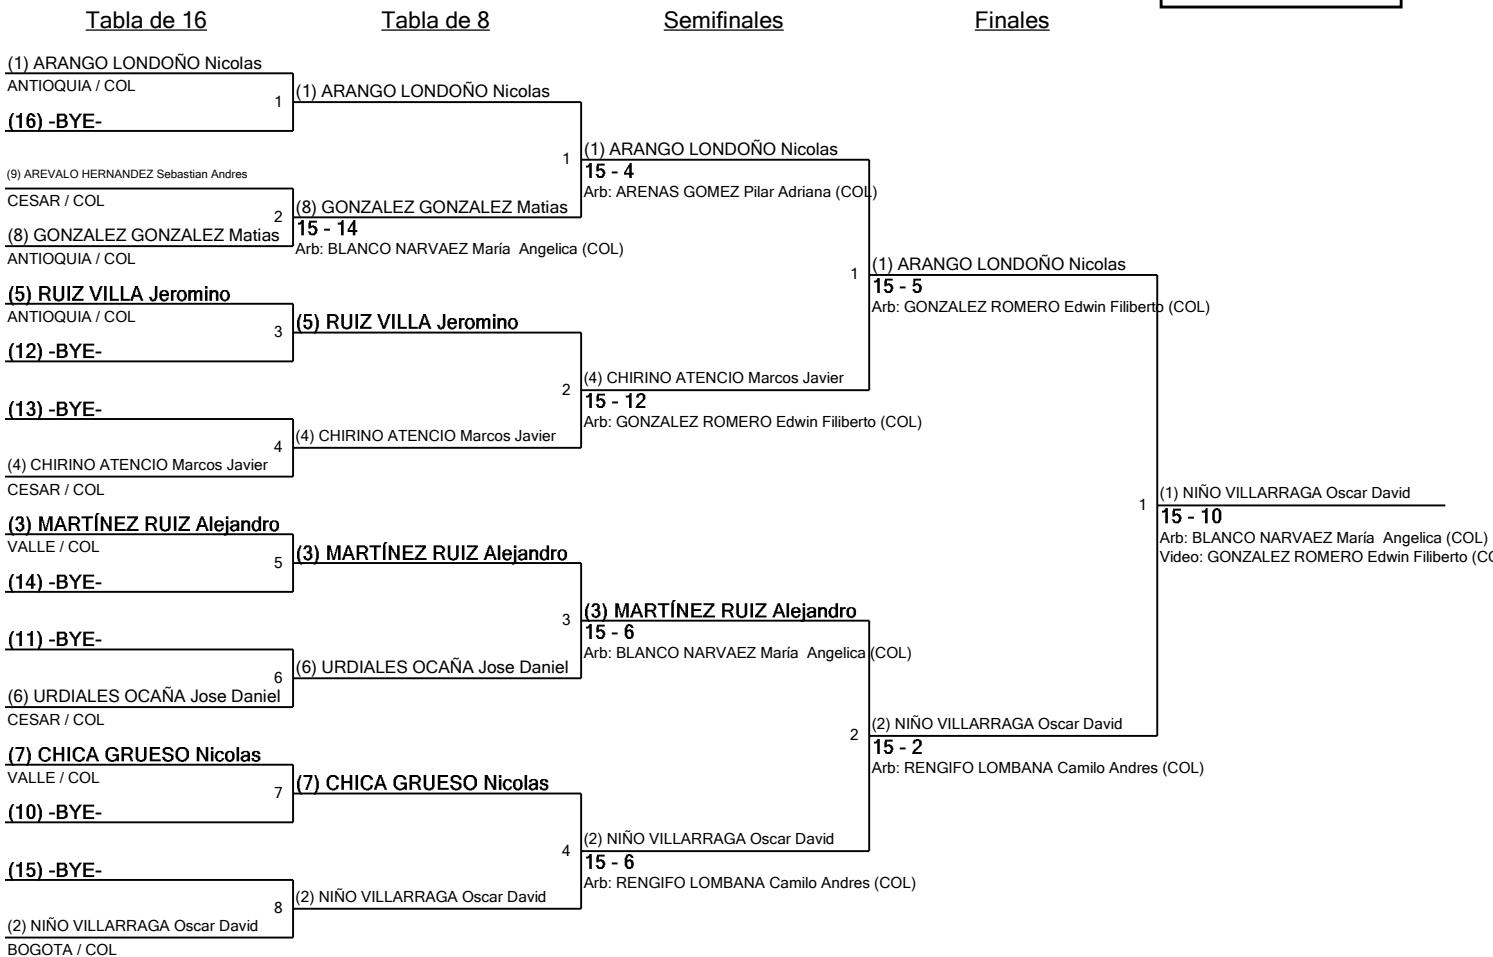 Tabla de 16
Tabla de 8
Semifinales
Finales
(1) ARANGO LONDOÑO Nicolas
ANTIOQUIA / COL
1
(16) -BYE-
(9) AREVALO HERNANDEZ Sebastian Andres
CESAR / COL
2
(8) GONZALEZ GONZALEZ Matias
ANTIOQUIA / COL
(5) RUIZ VILLA Jeromino
ANTIOQUIA / COL
3
(12) -BYE-
(13) -BYE-
4
(4) CHIRINO ATENCIO Marcos Javier
CESAR / COL
(3) MARTÍNEZ RUIZ Alejandro
VALLE / COL
5
(14) -BYE-
(11) -BYE-
6
(6) URDIALES OCAÑA Jose Daniel
CESAR / COL
(7) CHICA GRUESO Nicolas
VALLE / COL
7
(10) -BYE-
(15) -BYE-
8
(2) NIÑO VILLARRAGA Oscar David
BOGOTA / COL
(1) ARANGO LONDOÑO Nicolas
1
(8) GONZALEZ GONZALEZ Matias
15 - 14
Arb: BLANCO NARVAEZ María  Angelica (COL)
(5) RUIZ VILLA Jeromino
2
(4) CHIRINO ATENCIO Marcos Javier
(3) MARTÍNEZ RUIZ Alejandro
3
(6) URDIALES OCAÑA Jose Daniel
(7) CHICA GRUESO Nicolas
4
(2) NIÑO VILLARRAGA Oscar David
(1) ARANGO LONDOÑO Nicolas
15 - 4
Arb: ARENAS GOMEZ Pilar Adriana (COL)
1
(4) CHIRINO ATENCIO Marcos Javier
15 - 12
Arb: GONZALEZ ROMERO Edwin Filiberto (COL)
(3) MARTÍNEZ RUIZ Alejandro
15 - 6
Arb: BLANCO NARVAEZ María  Angelica (COL)
2
(2) NIÑO VILLARRAGA Oscar David
15 - 6
Arb: RENGIFO LOMBANA Camilo Andres (COL)
(1) ARANGO LONDOÑO Nicolas
15 - 5
Arb: GONZALEZ ROMERO Edwin Filiberto (COL)
1
(2) NIÑO VILLARRAGA Oscar David
15 - 2
Arb: RENGIFO LOMBANA Camilo Andres (COL)
(1) NIÑO VILLARRAGA Oscar David
15 - 10
Arb: BLANCO NARVAEZ María  Angelica (COL)
Video: GONZALEZ ROMERO Edwin Filiberto (CO